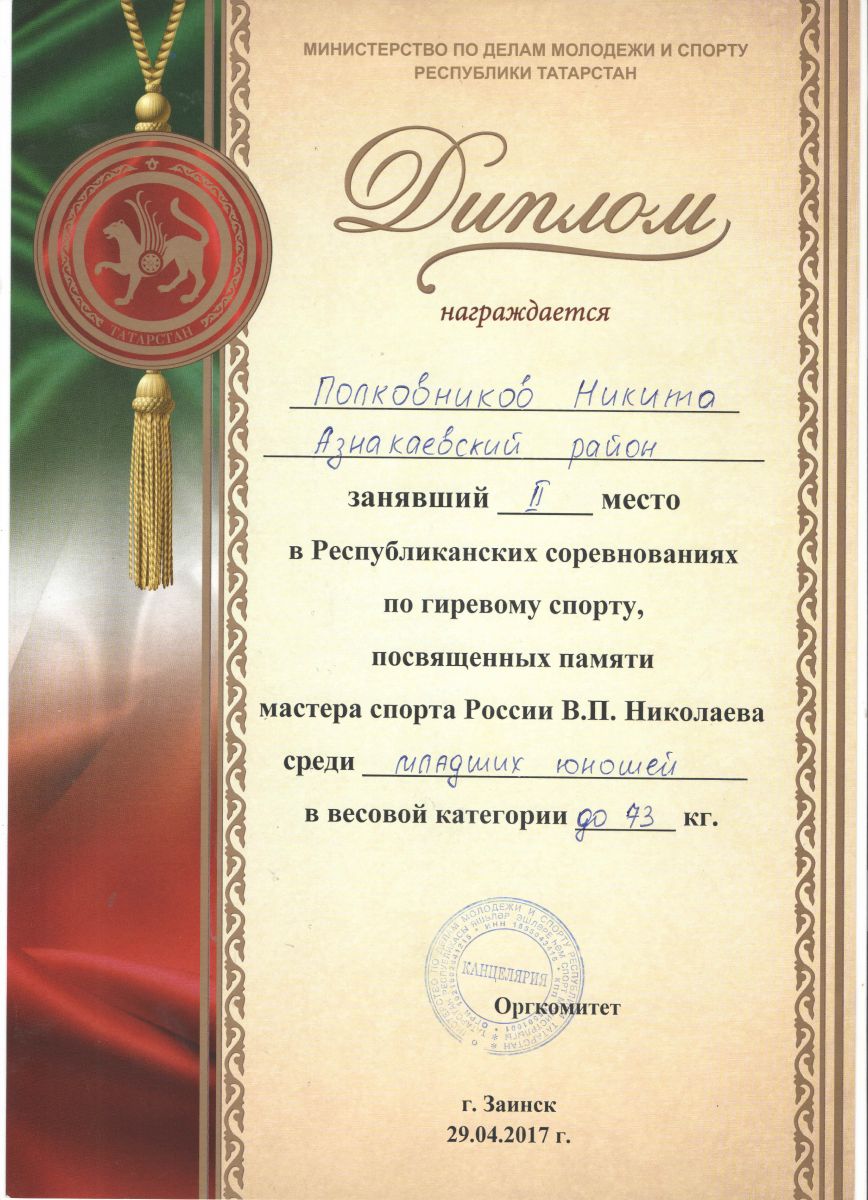 МИНИСТЕРСТВО ПО ДЕЛАМ МОЛОДЕЖИ И СПОРТУ
РЕСПУБЛИКИ ТАТАРСТАН
Диплом
награждается
ТАТАРСТАН
Полковников Никита
Азнакаевский район
занявший II место
в Республиканских соревнованиях
по гиревому спорту,
посвященных памяти
мастера спорта России В.П. Николаева
среди младших юношей
в весовой категории до 73 кг.
КАНЦЕЛЯРИЯ
Оргкомитет
г. Заинск
29.04.2017 г.